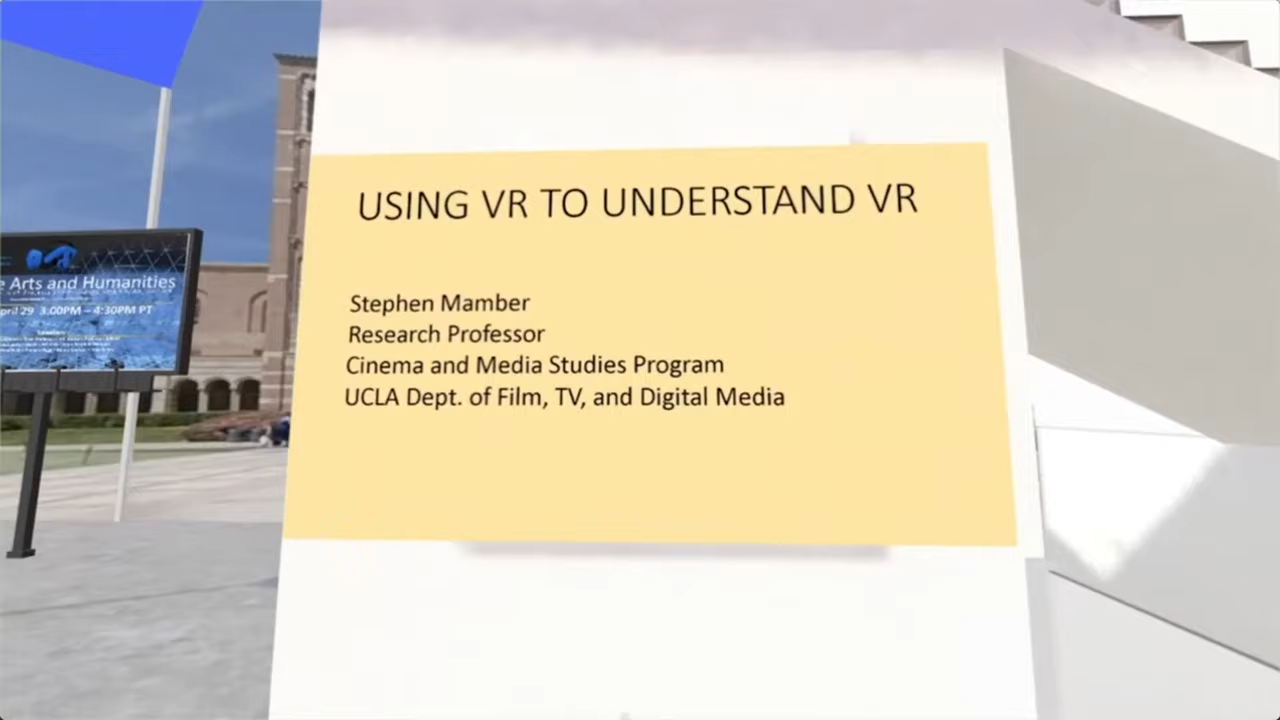 USING VR TO UNDERSTAND VR
Stephen Mamber
Research Professor
Cinema and Media Studies Program
UCLA Dept. of Film, TV, and Digital Media
Arts and Humanities
29 3.00PM – 4:30PM PT